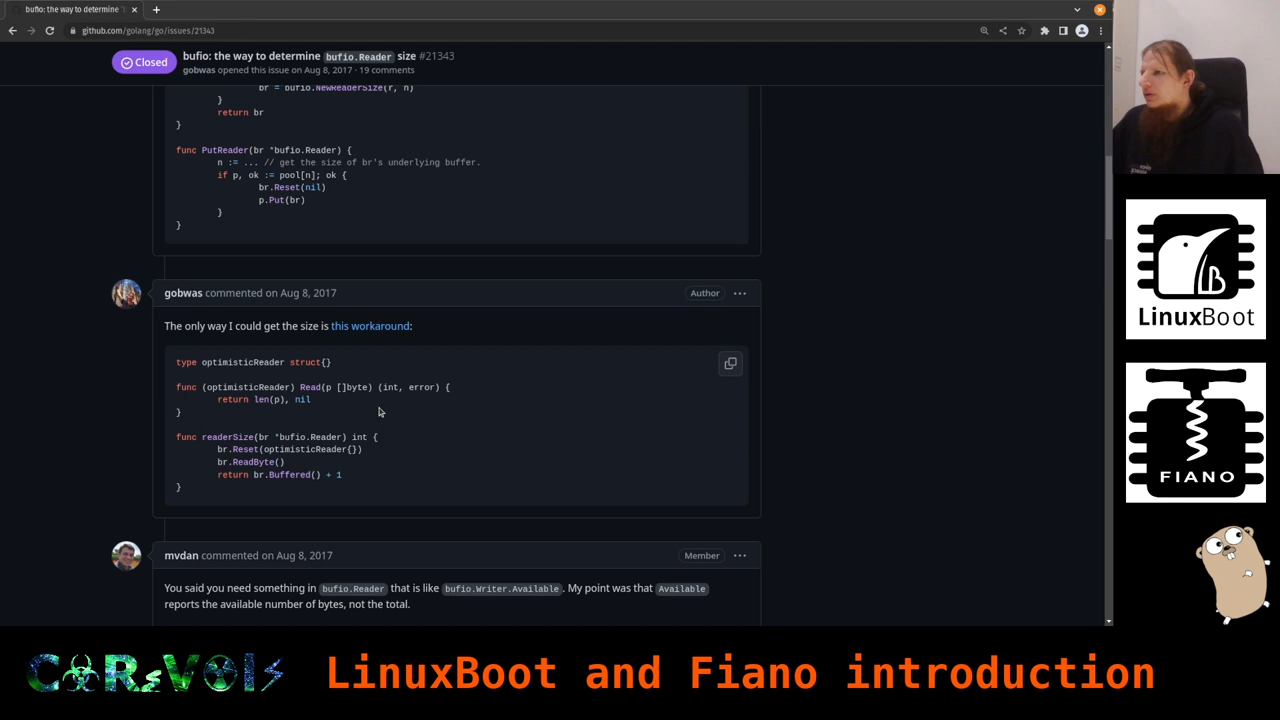 bufio: the way to determine
github.com/golang/go/issues/21343
Closed
bufio: the way to determine bufio.Reader size #21343
gobwas opened this issue on Aug 8, 2017 · 19 comments
br = bufio.NewReaderSize(r, n)
}
return br
}
func PutReader(br *bufio.Reader) {
n := ... // get the size of br's underlying buffer.
if p, ok := pool[n]; ok {
br.Reset(nil)
p.Put(br)
}
}
gobwas commented on Aug 8, 2017
Author
The only way I could get the size is this workaround:
type optimisticReader struct{}
func (optimisticReader) Read(p []byte) (int, error) {
return len(p), nil
}
func readerSize(br *bufio.Reader) int {
br.Reset(optimisticReader{})
br.ReadByte()
return br.Buffered() + 1
}
mvdan commented on Aug 8, 2017
Member
You said you need something in bufio.Reader that is like bufio.Writer.Available. My point was that Available
reports the available number of bytes, not the total.
LB
LinuxBoot
FIANO
LinuxBoot and Fiano introduction